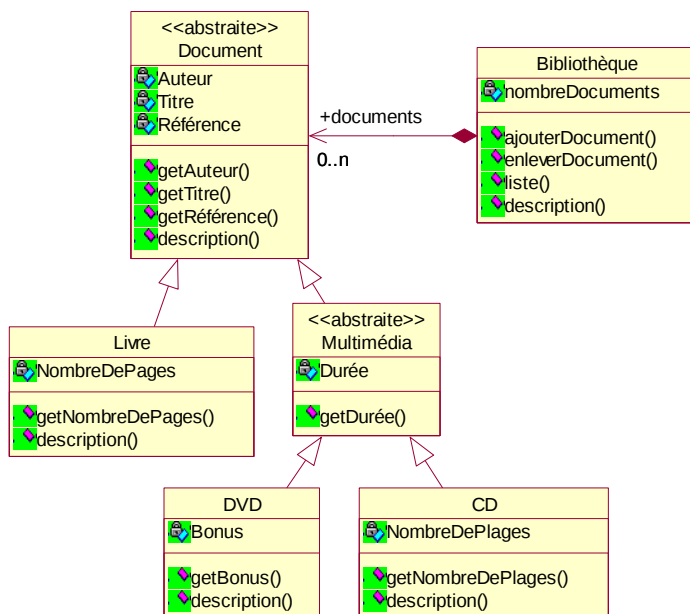 <<abstraite>>
Document
Auteur
Titre
Référence
getAuteur()
getTitre()
getRéférence()
description()
+documents
0..n
Bibliothèque
nombreDocuments
ajouterDocument()
enleverDocument()
liste()
description()
Livre
NombreDePages
getNombreDePages()
description()
<<abstraite>>
Multimédia
Durée
getDurée()
DVD
Bonus
getBonus()
description()
CD
NombreDePlages
getNombreDePlages()
description()